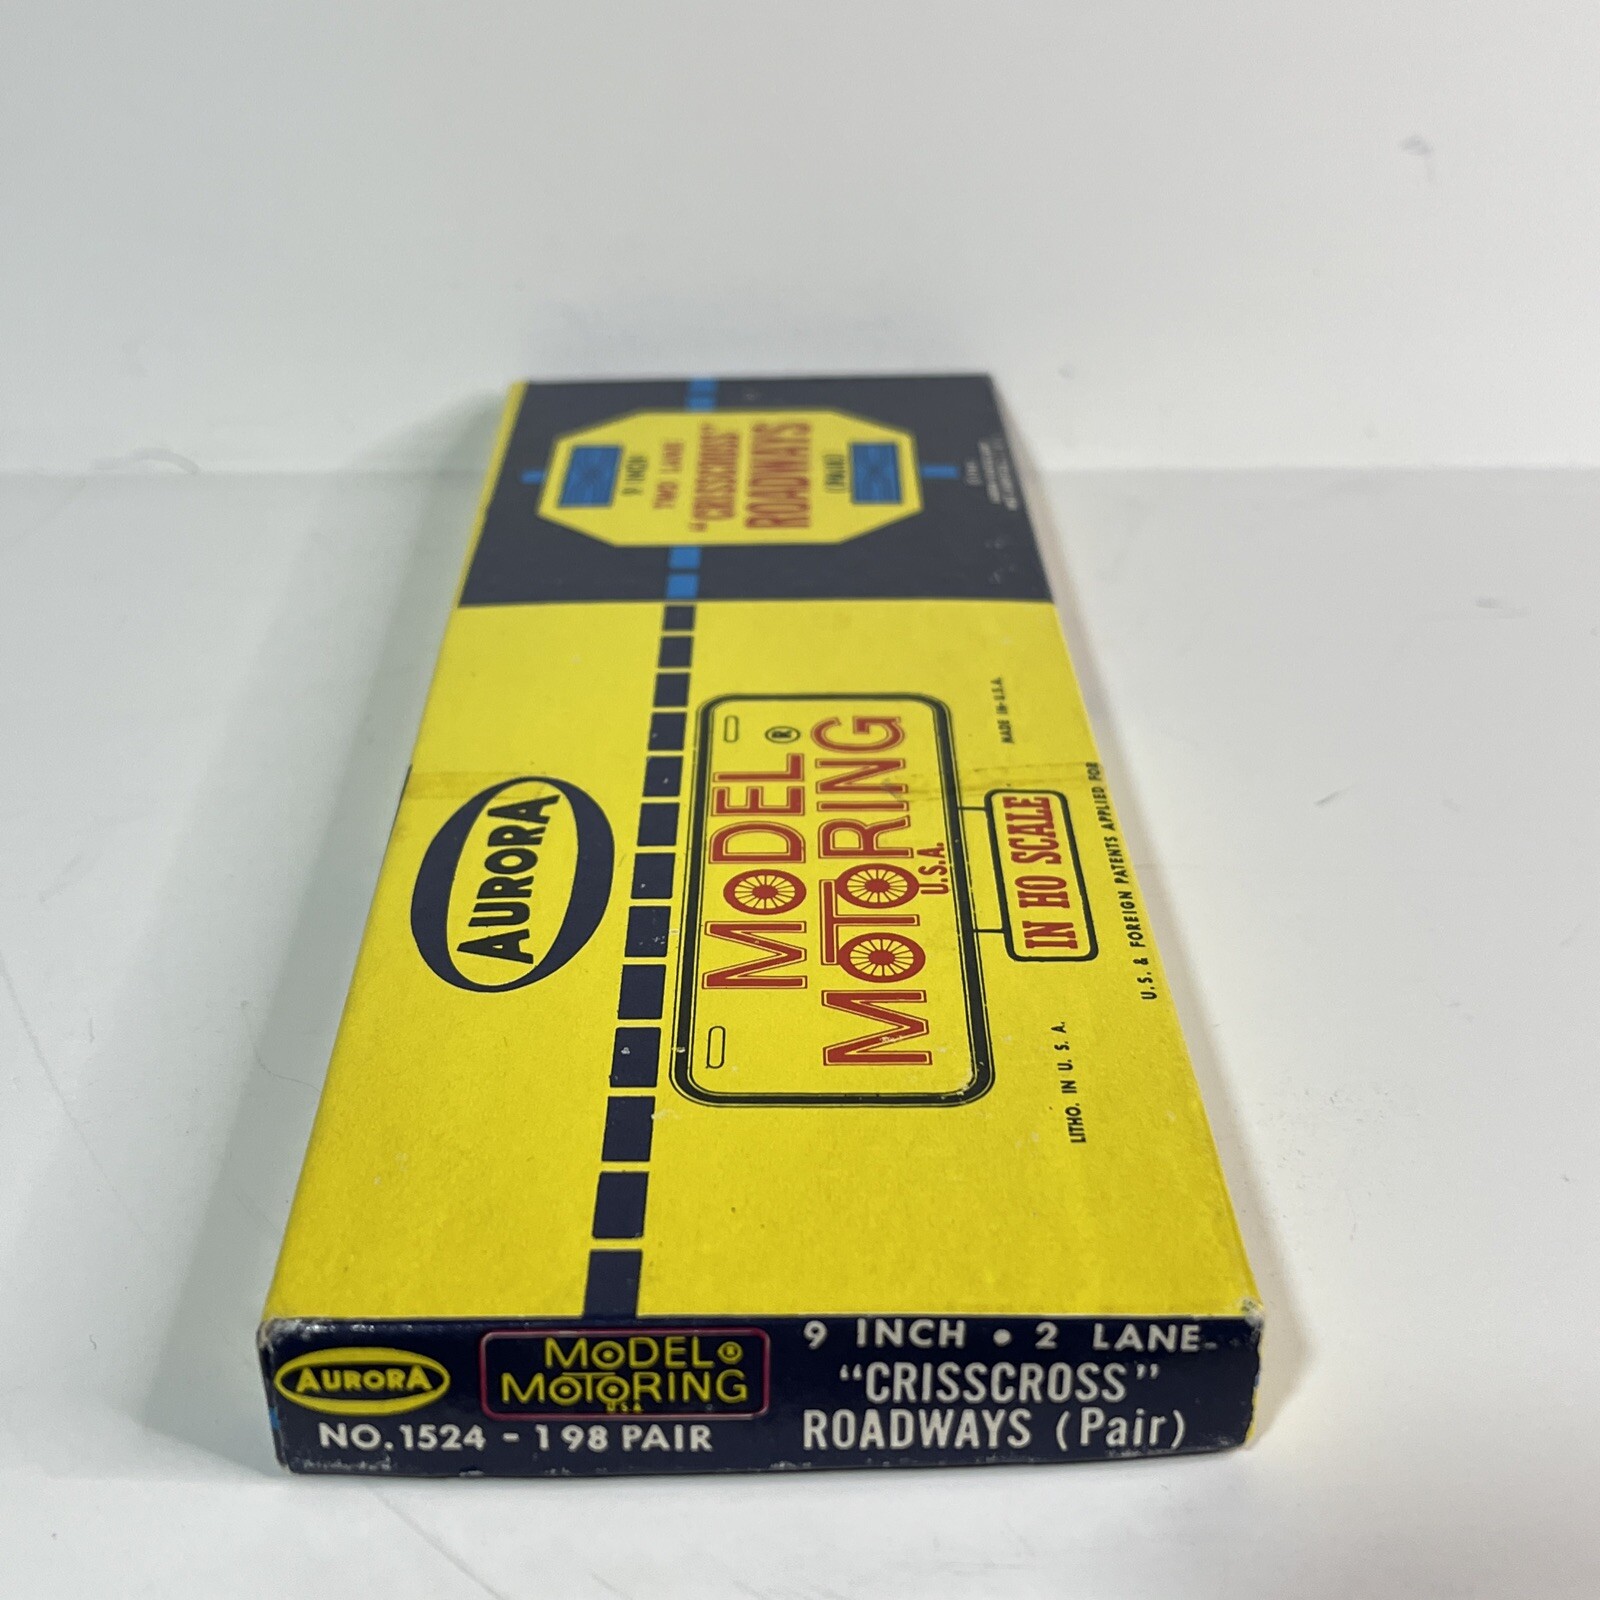 9 INCH
TWO LANE
"CRISSCROSS"
ROADWAYS
(PAIR)
AURORA
MODEL®
MOTORING
U.S.A.
IN HO SCALE
MADE IN U.S.A.
LITHO. IN U. S. A.
U.S. & FOREIGN PATENTS APPLIED FOR
AURORA
MODEL®
MOTORING
USA
NO. 1524 - 198 PAIR
9 INCH • 2 LANE
"CRISSCROSS"
ROADWAYS (Pair)